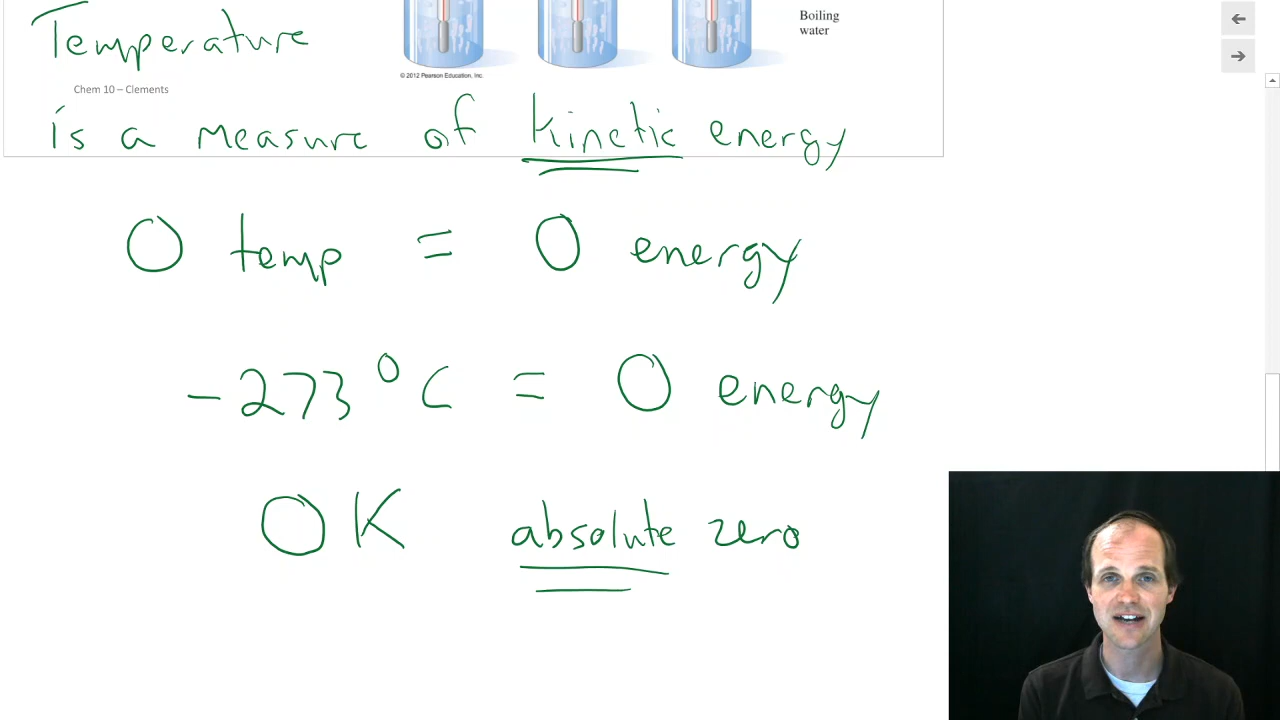 Temperature
Boiling
water
© 2012 Pearson Education, Inc.
Chem 10 – Clements
is a measure of kinetic energy
0 temp = 0 energy
-273°C = 0 energy
0K absolute zero